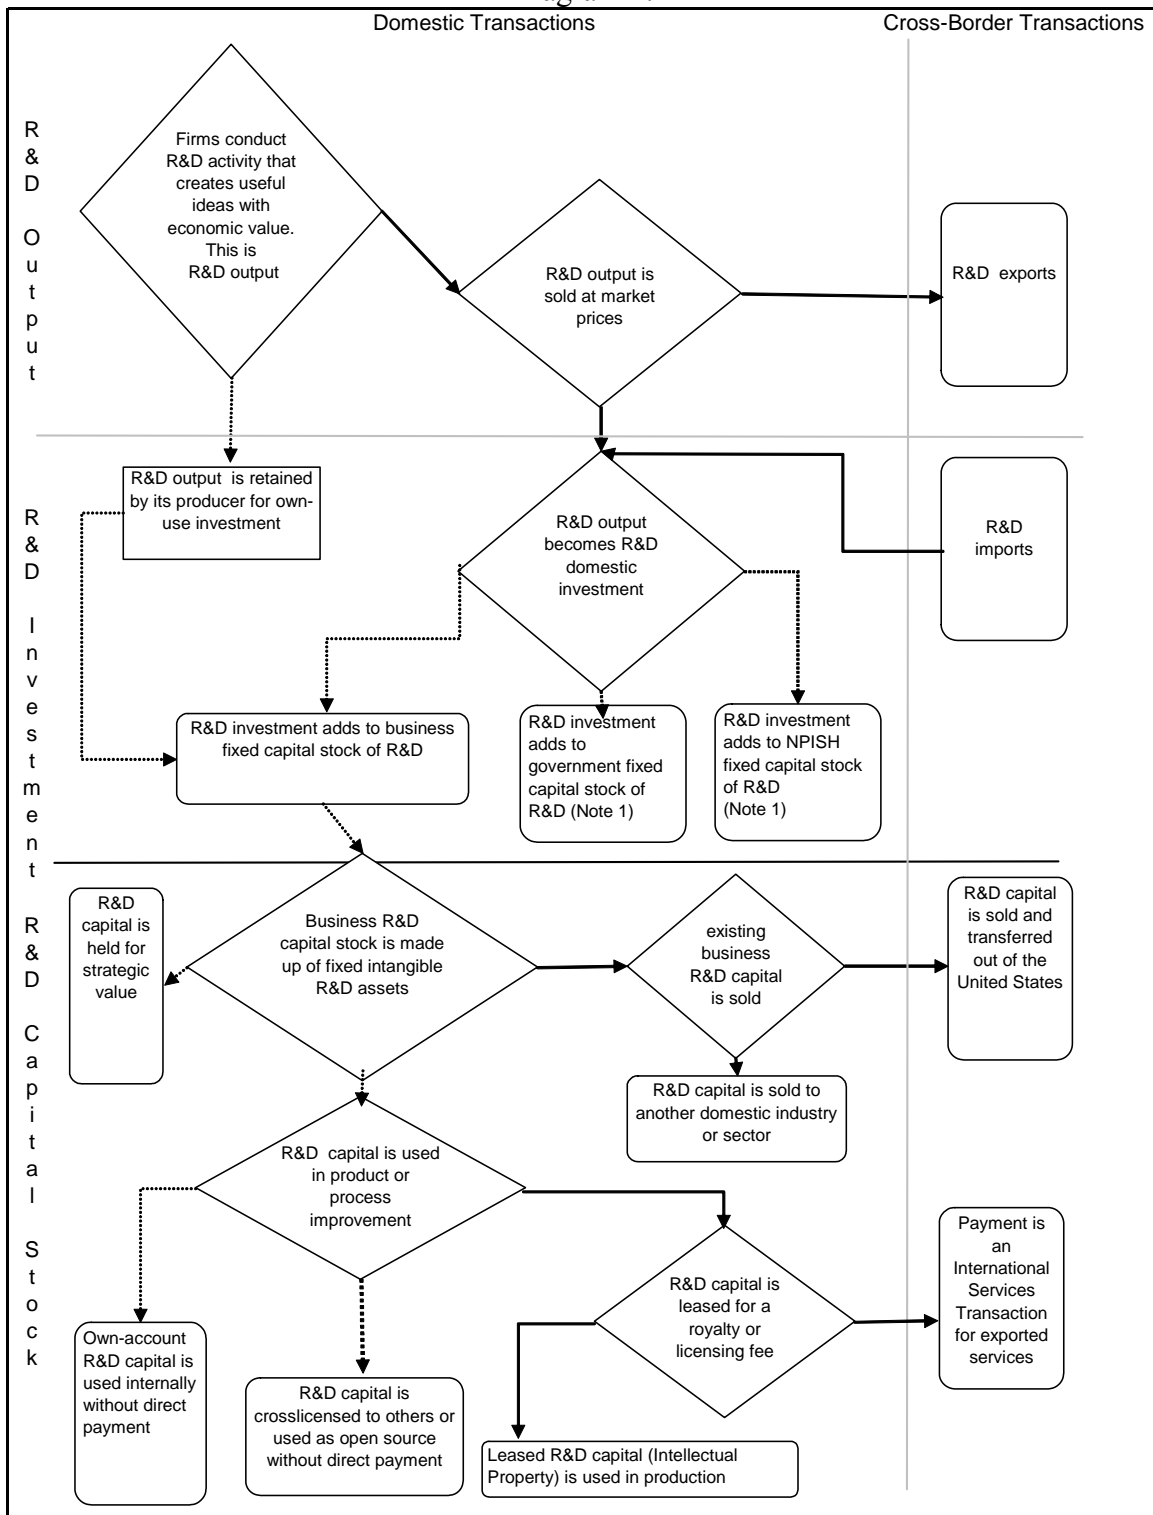 Domestic Transactions
Cross-Border Transactions
R
&
D
O
u
t
p
u
t
Firms conduct
R&D activity that
creates useful
ideas with
economic value.
This is
R&D output
R&D output is
sold at market
prices
R&D exports
R
&
D
I
n
v
e
s
t
m
e
n
t
R&D output is retained
by its producer for own-
use investment
R&D output
becomes R&D
domestic
investment
R&D
imports
R&D investment adds to business
fixed capital stock of R&D
R&D investment
adds to
government fixed
capital stock of
R&D (Note 1)
R&D investment
adds to NPISH
fixed capital stock
of R&D
(Note 1)
R
&
D
C
a
p
i
t
a
l
S
t
o
c
k
R&D
capital is
held for
strategic
value
Business R&D
capital stock is made
up of fixed intangible
R&D assets
existing
business
R&D capital
is sold
R&D capital
is sold and
transferred
out of the
United States
R&D capital is sold to
another domestic industry
or sector
R&D capital is used
in product or
process
improvement
R&D capital is
leased for a
royalty or
licensing fee
Payment is
an
International
Services
Transaction
for exported
services
Own-account
R&D capital is
used internally
without direct
payment
R&D capital is
crosslicensed to others or
used as open source
without direct payment
Leased R&D capital (Intellectual
Property) is used in production